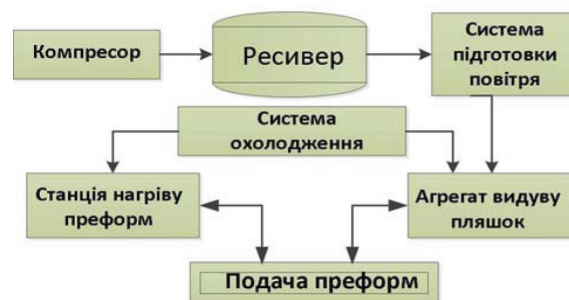 Компресор
Ресивер
Система
підготовки
повітря
Система
охолодження
Станція нагріву
преформ
Агрегат видуву
пляшок
Подача преформ